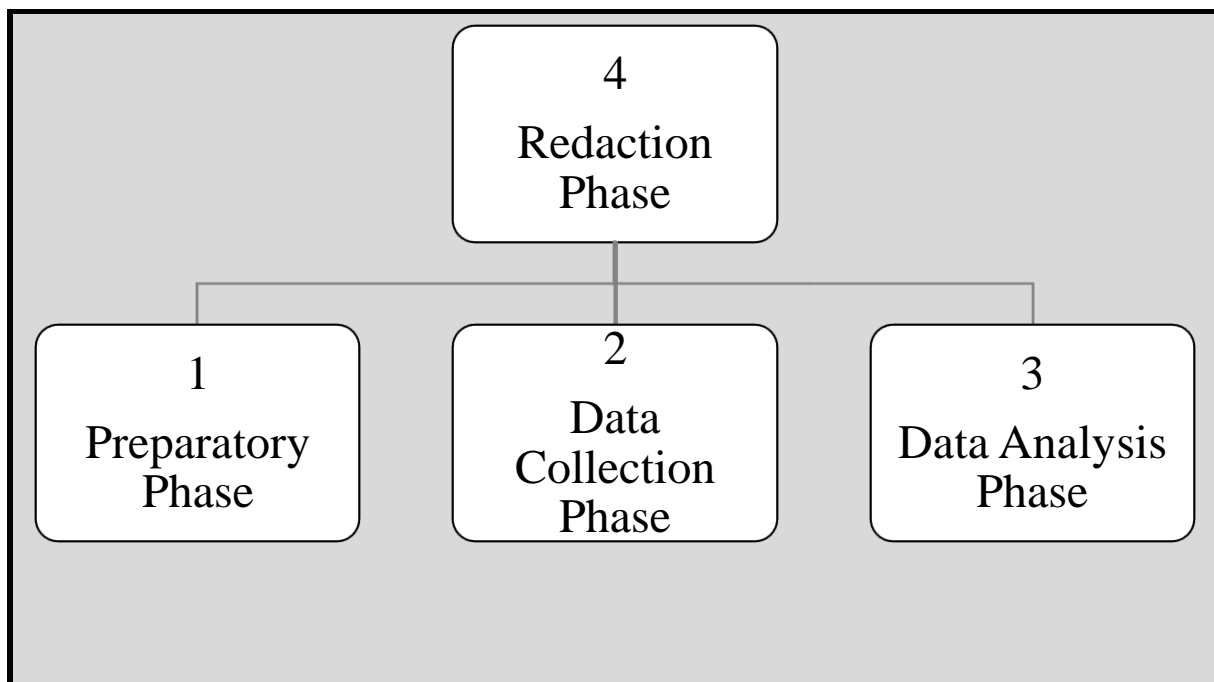 4
Redaction
Phase
1
Preparatory
Phase
2
Data
Collection
Phase
3
Data Analysis
Phase